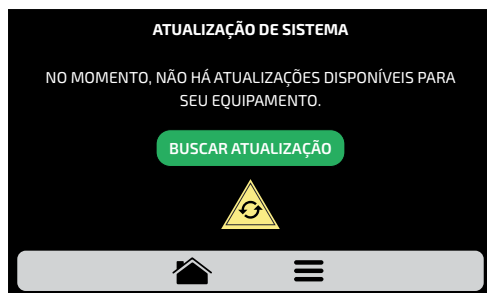 ATUALIZAÇÃO DE SISTEMA
NO MOMENTO, NÃO HÁ ATUALIZAÇÕES DISPONÍVEIS PARA
SEU EQUIPAMENTO.
BUSCAR ATUALIZAÇÃO